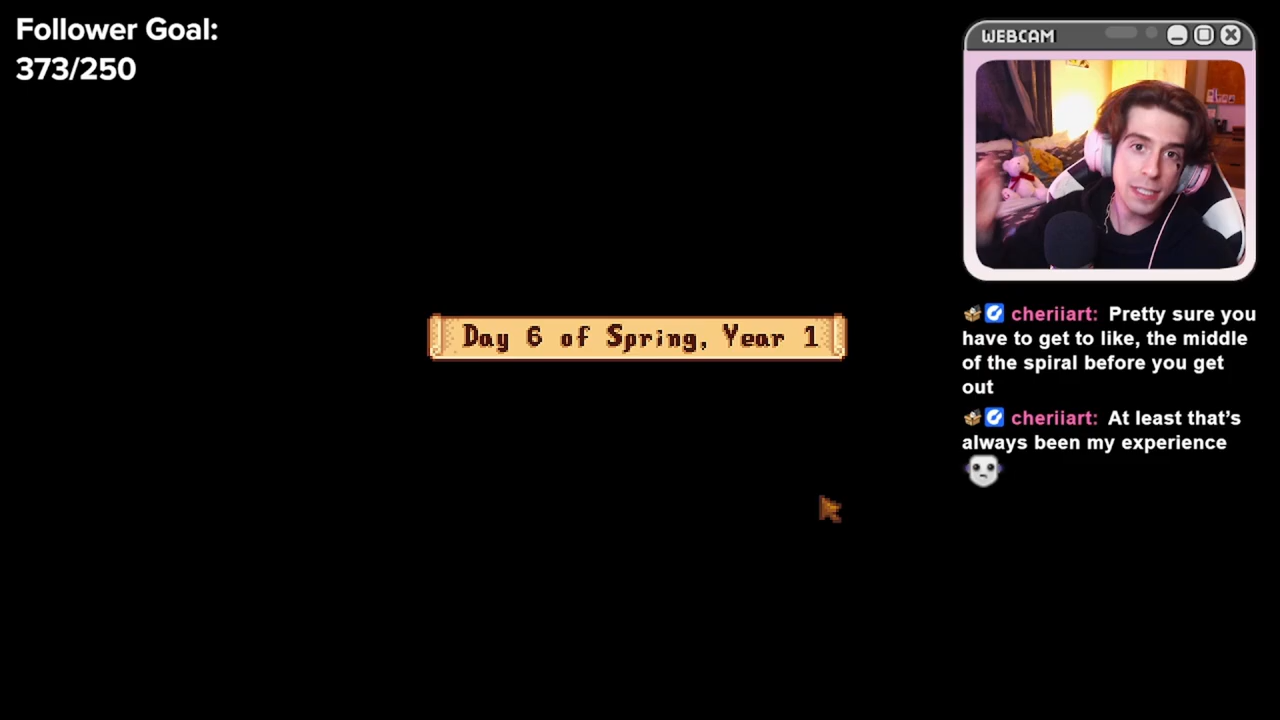 Follower Goal:
373/250
WEBCAM
Day 6 of Spring, Year 1
cheriiart: Pretty sure you
have to get to like, the middle
of the spiral before you get
out
cheriiart: At least that's
always been my experience